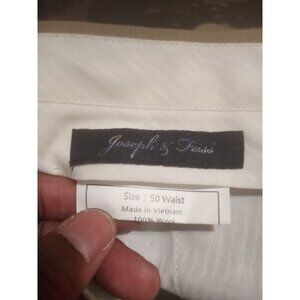 Joseph & Feiss
Size : 50 Waist
Made in Vietnam
100% Wool